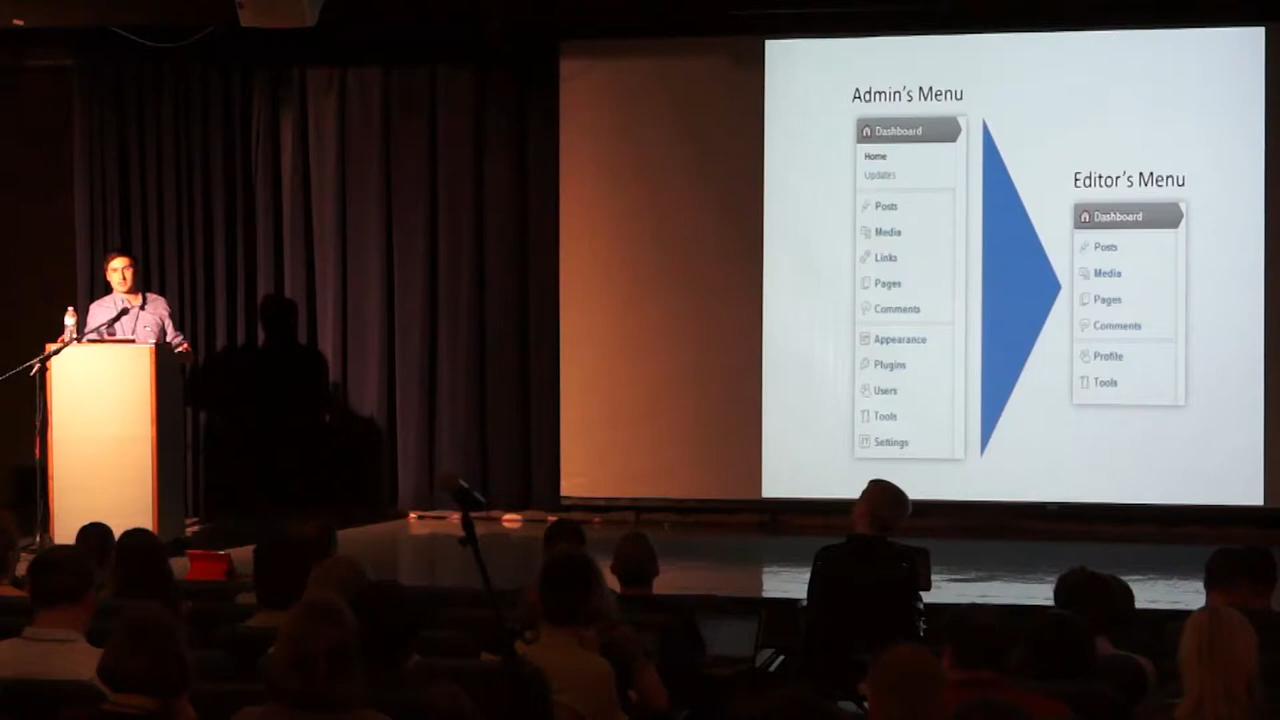 Admin's Menu
Dashboard
Home
Updates
Posts
Media
Links
Pages
Comments
Appearance
Plugins
Users
Tools
Settings
Editor's Menu
Dashboard
Posts
Media
Pages
Comments
Profile
Tools